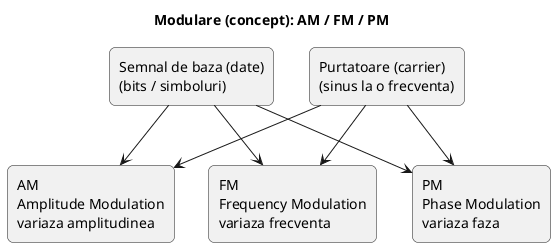 Modulare (concept): AM / FM / PM
Semnal de baza (date)
(bits / simboluri)
Purtatoare (carrier)
(sinus la o frecventa)
AM
Amplitude Modulation
variaza amplitudinea
FM
Frequency Modulation
variaza frecventa
PM
Phase Modulation
variaza faza